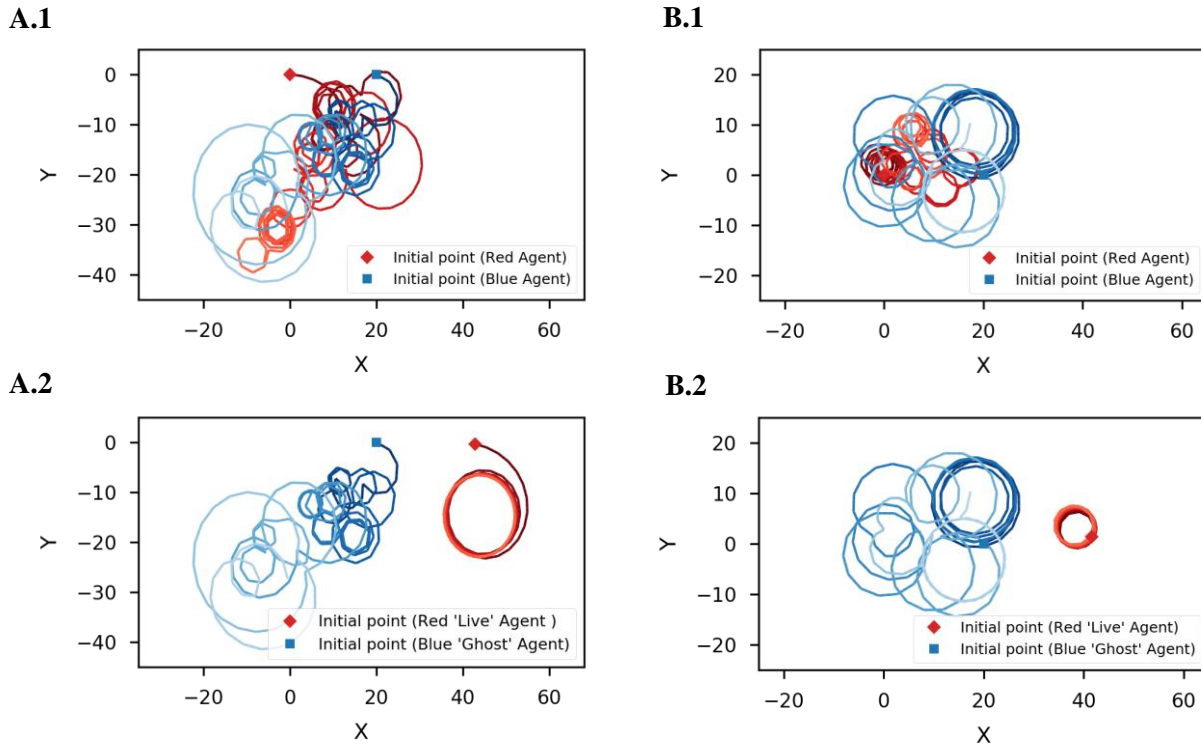 A.1
0
−10
−20
−30
−40
Y
−20 0 20 40 60
X
Initial point (Red Agent)
Initial point (Blue Agent)
B.1
20
10
0
−10
−20
Y
−20 0 20 40 60
X
Initial point (Red Agent)
Initial point (Blue Agent)
A.2
0
−10
−20
−30
−40
Y
−20 0 20 40 60
X
Initial point (Red 'Live' Agent )
Initial point (Blue 'Ghost' Agent)
B.2
20
10
0
−10
−20
Y
−20 0 20 40 60
X
Initial point (Red 'Live' Agent)
Initial point (Blue 'Ghost' Agent)